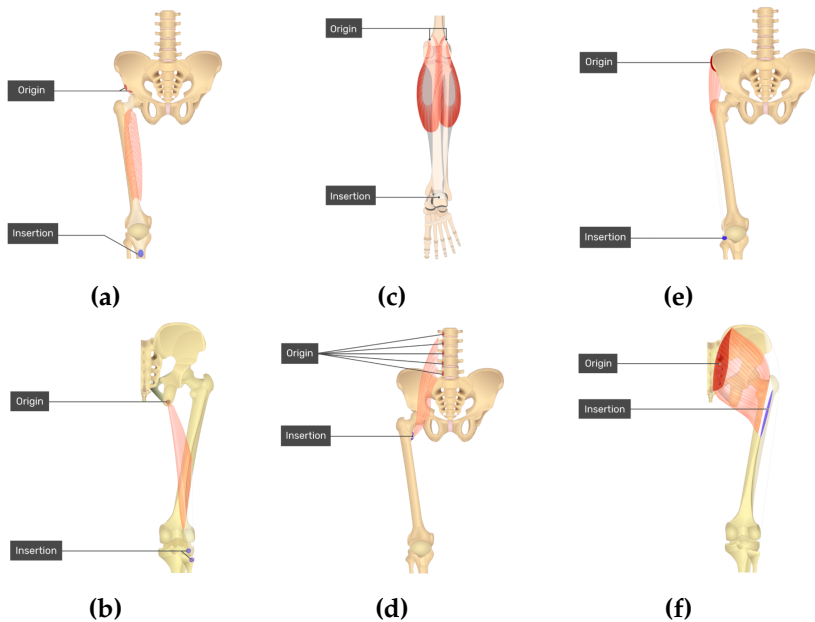 Origin
Insertion
(a)
Origin
Insertion
(c)
Origin
Insertion
(e)
Origin
Insertion
(b)
Origin
Insertion
(d)
Origin
Insertion
(f)